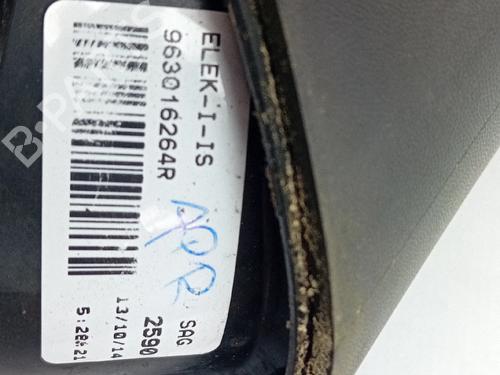 ELEK-I-IS
963016264R
APR
SAG
2590
13/10/14
B-PARTS